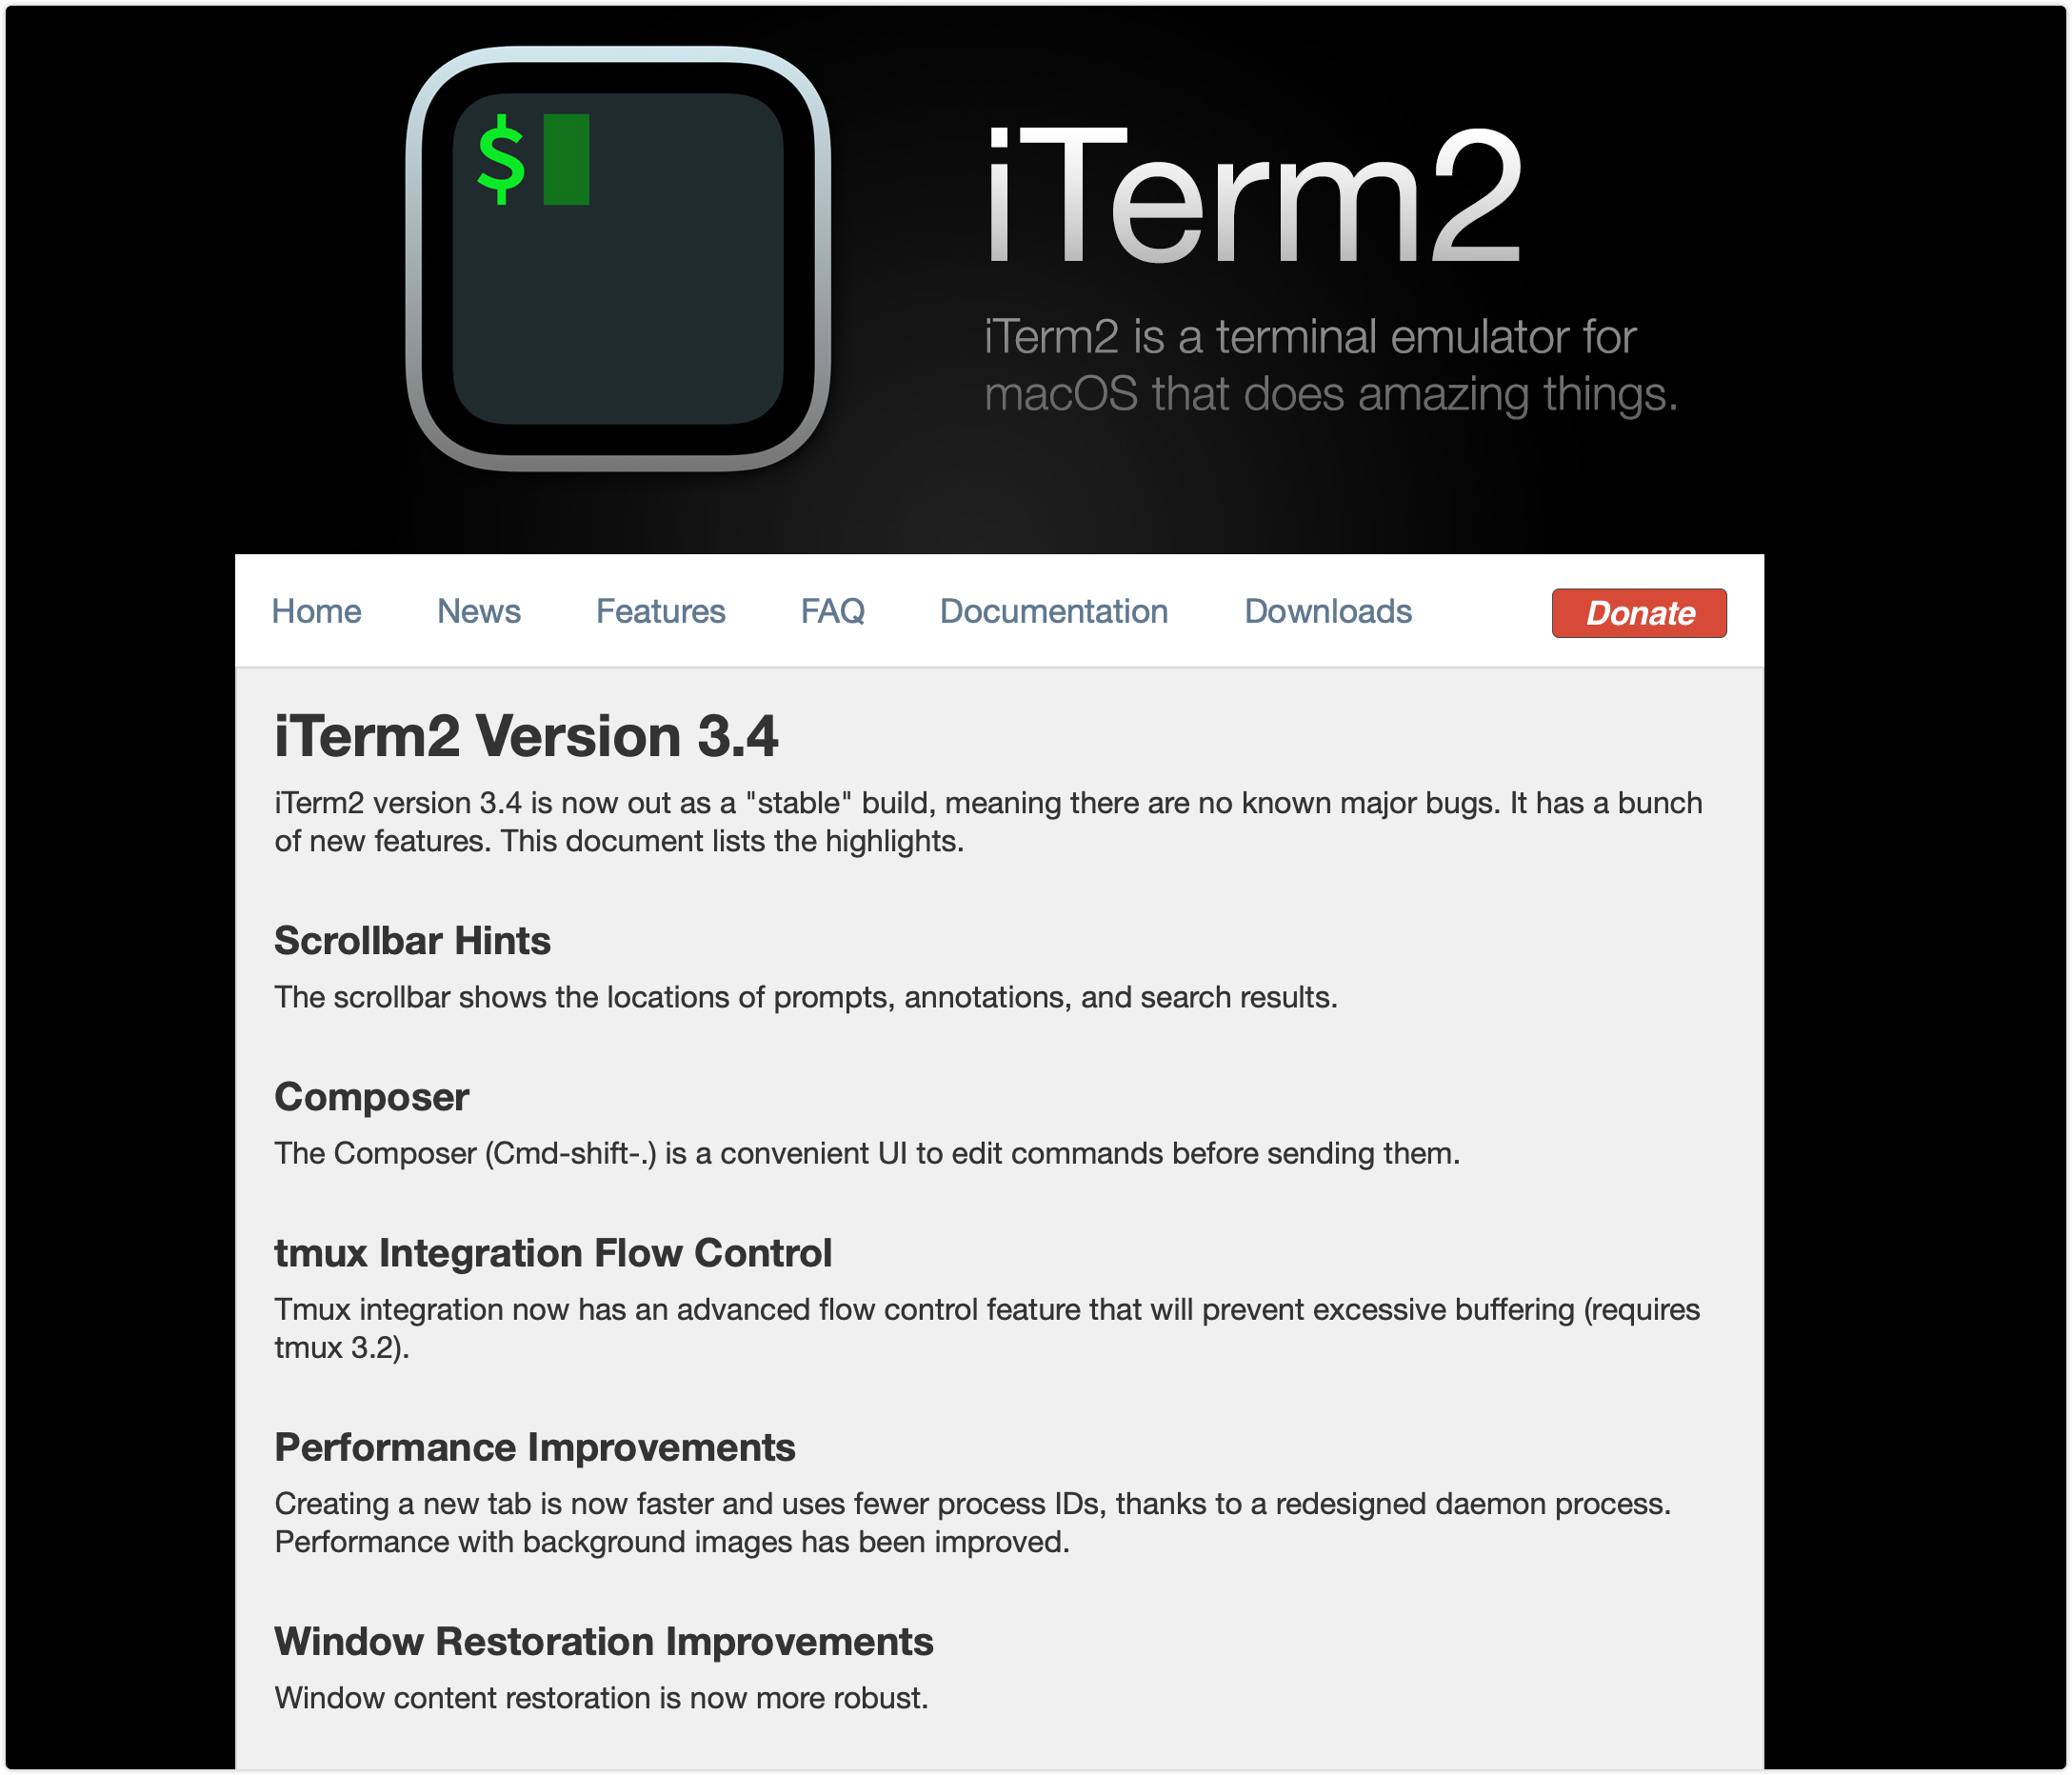 $
iTerm2
iTerm2 is a terminal emulator for
macOS that does amazing things.
Home News Features FAQ Documentation Downloads Donate
iTerm2 Version 3.4
iTerm2 version 3.4 is now out as a "stable" build, meaning there are no known major bugs. It has a bunch
of new features. This document lists the highlights.
Scrollbar Hints
The scrollbar shows the locations of prompts, annotations, and search results.
Composer
The Composer (Cmd-shift-.) is a convenient UI to edit commands before sending them.
tmux Integration Flow Control
Tmux integration now has an advanced flow control feature that will prevent excessive buffering (requires
tmux 3.2).
Performance Improvements
Creating a new tab is now faster and uses fewer process IDs, thanks to a redesigned daemon process.
Performance with background images has been improved.
Window Restoration Improvements
Window content restoration is now more robust.